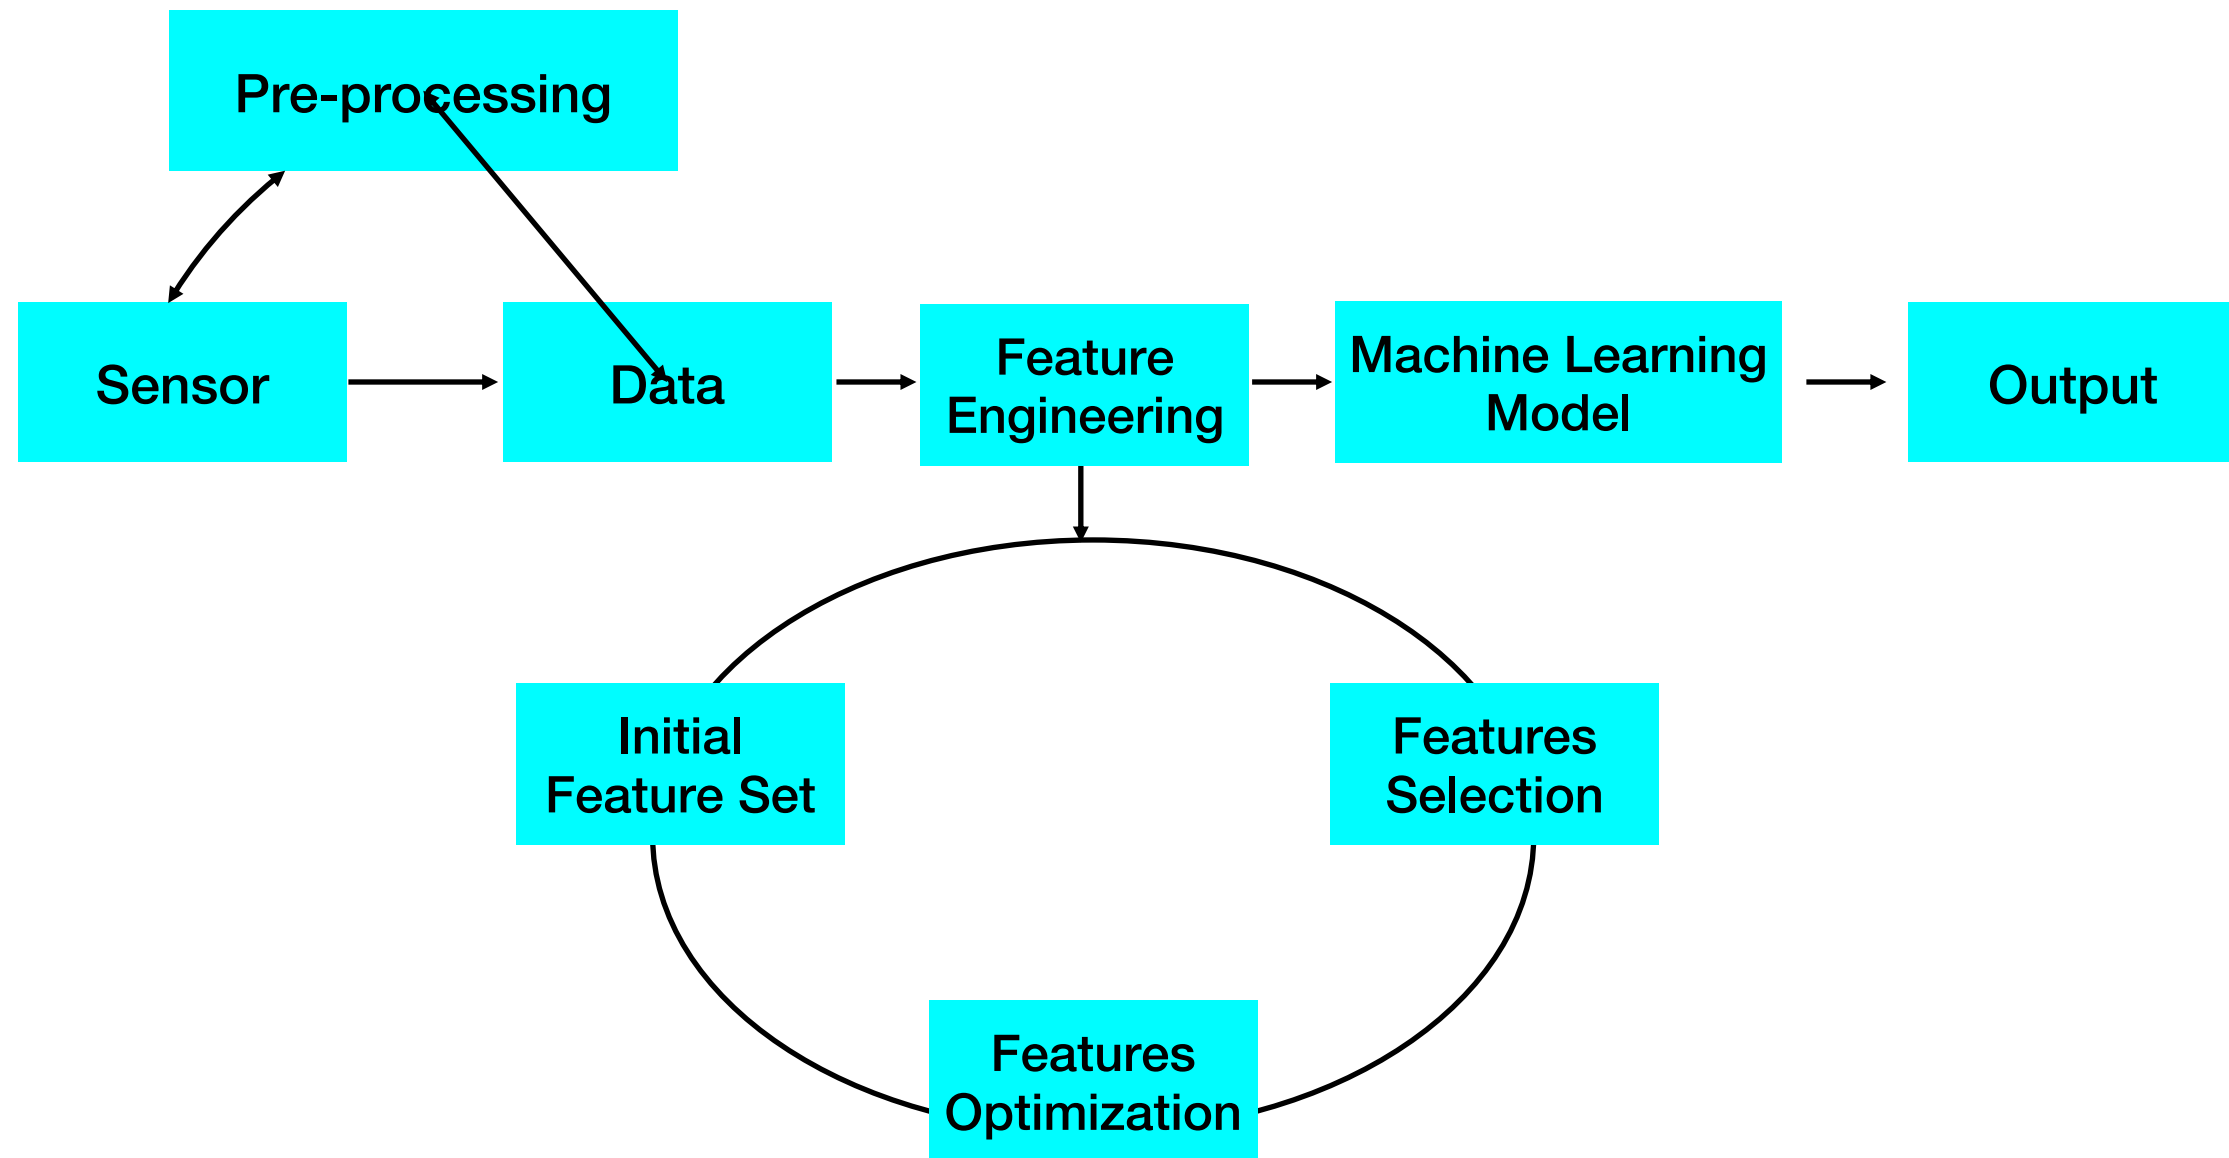 Pre-processing
Sensor
Data
Feature
Engineering
Machine Learning
Model
Output
Initial
Feature Set
Features
Selection
Features
Optimization